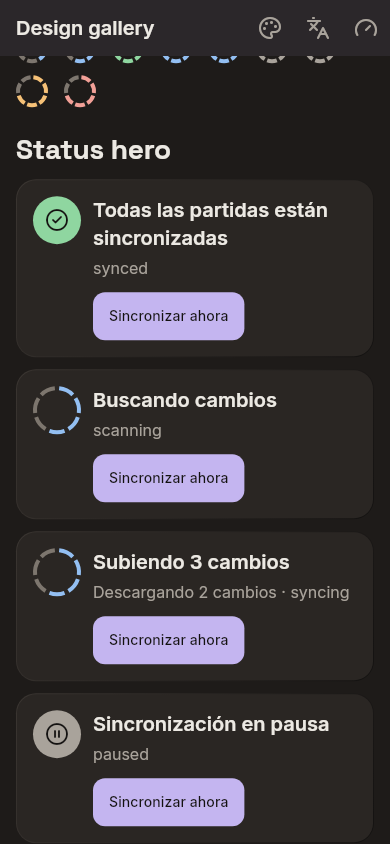 Design gallery
Status hero
Todas las partidas están
sincronizadas
synced
Sincronizar ahora
Buscando cambios
scanning
Sincronizar ahora
Subiendo 3 cambios
Descargando 2 cambios · syncing
Sincronizar ahora
Sincronización en pausa
paused
Sincronizar ahora